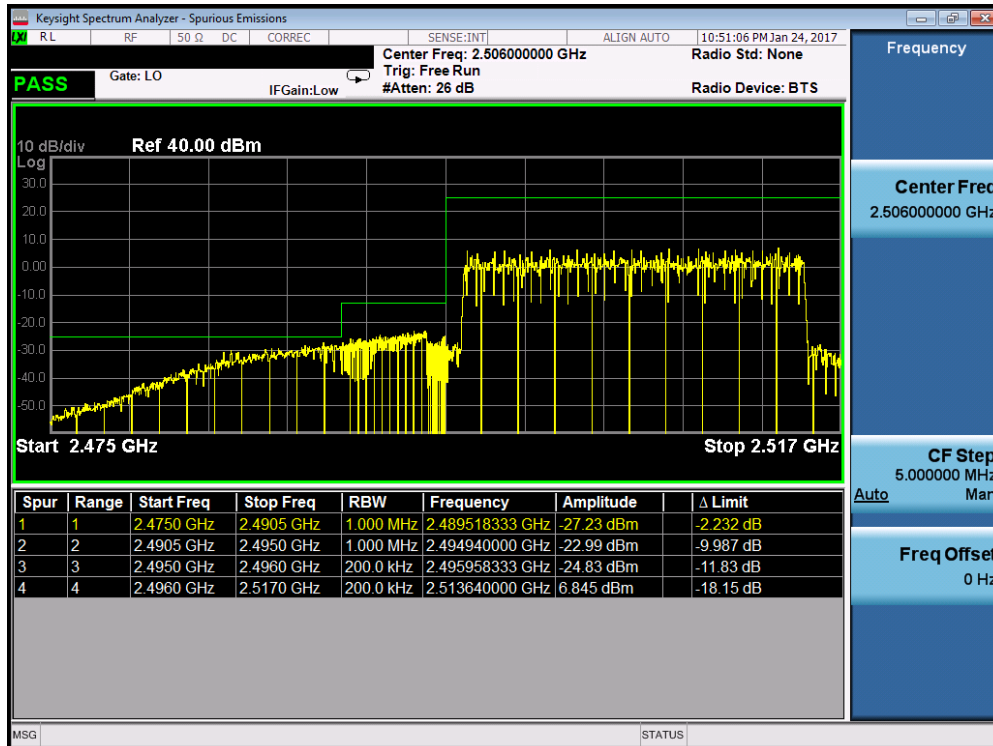 Keysight Spectrum Analyzer - Spurious Emissions
LXI RL RF 50 Ω DC CORREC SENSE:INT ALIGN AUTO 10:51:06 PM Jan 24, 2017
Center Freq: 2.506000000 GHz Radio Std: None
PASS Gate: LO Trig: Free Run
IFGain:Low #Atten: 26 dB Radio Device: BTS
10 dB/div Ref 40.00 dBm
Log
30.0
20.0
10.0
0.00
-10.0
-20.0
-30.0
-40.0
-50.0
Start 2.475 GHz Stop 2.517 GHz
Spur Range Start Freq Stop Freq RBW Frequency Amplitude Δ Limit
1 1 2.4750 GHz 2.4905 GHz 1.000 MHz 2.489518333 GHz -27.23 dBm -2.232 dB
2 2 2.4905 GHz 2.4950 GHz 1.000 MHz 2.494940000 GHz -22.99 dBm -9.987 dB
3 3 2.4950 GHz 2.4960 GHz 200.0 kHz 2.495958333 GHz -24.83 dBm -11.83 dB
4 4 2.4960 GHz 2.5170 GHz 200.0 kHz 2.513640000 GHz 6.845 dBm -18.15 dB
Frequency
Center Freq
2.506000000 GHz
CF Step
5.000000 MHz
Auto Man
Freq Offset
0 Hz
MSG STATUS